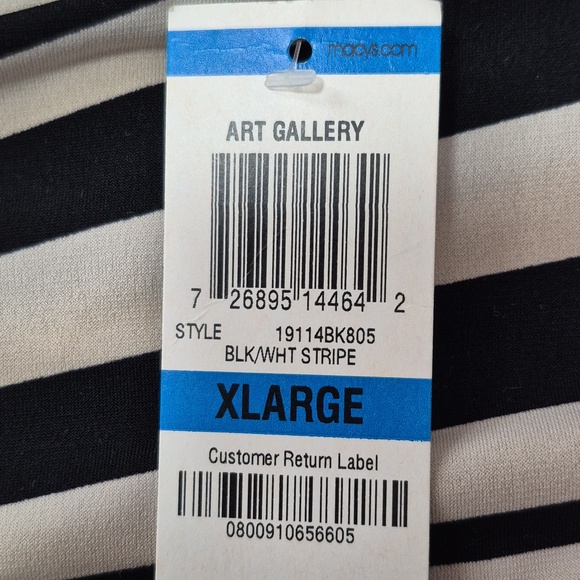 macys.com
ART GALLERY
7 26895 14464 2
STYLE 19114BK805
BLK/WHT STRIPE
XLARGE
Customer Return Label
0800910656605